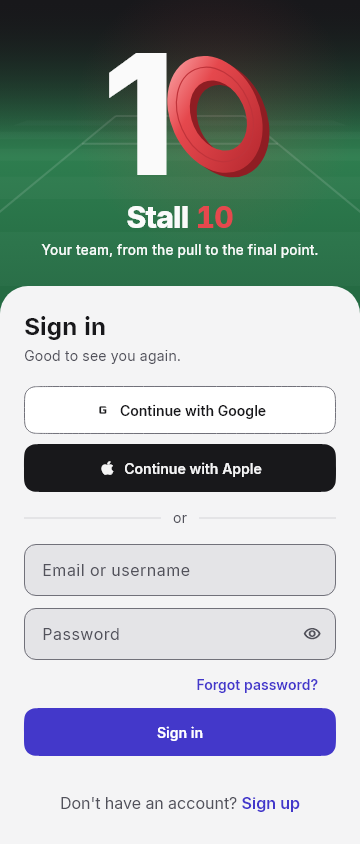 10
Stall 10
Your team, from the pull to the final point.
Sign in
Good to see you again.
G Continue with Google
Continue with Apple
or
Email or username
Password
Forgot password?
Sign in
Don't have an account? Sign up